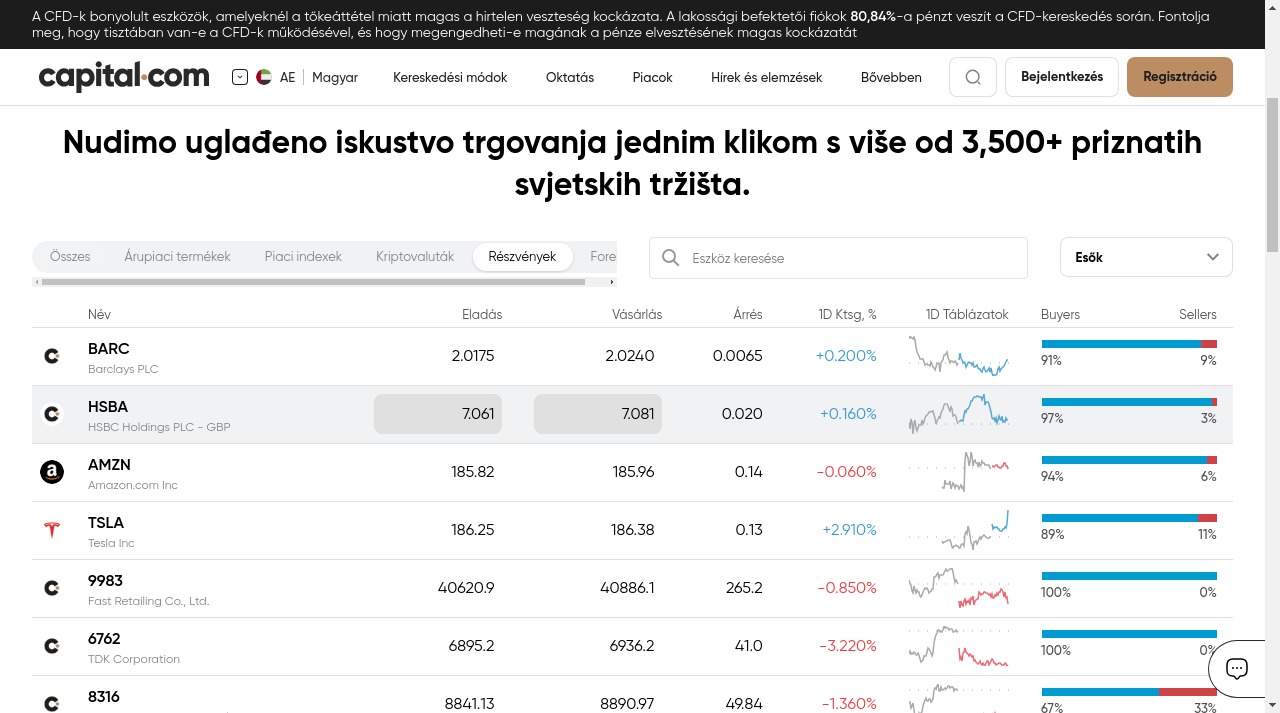 A CFD-k bonyolult eszközök, amelyeknél a tőkeáttétel miatt magas a hirtelen veszteség kockázata. A lakossági befektetői fiókok 80,84%-a pénzt veszít a CFD-kereskedés során. Fontolja
meg, hogy tisztában van-e a CFD-k működésével, és hogy megengedheti-e magának a pénze elvesztésének magas kockázatát
capital.com AE Magyar Kereskedési módok Oktatás Piacok Hírek és elemzések Bővebben Bejelentkezés Regisztráció
Nudimo uglađeno iskustvo trgovanja jednim klikom s više od 3,500+ priznatih
svjetskih tržišta.
Összes Árupiaci termékek Piaci indexek Kriptovaluták Részvények Fore Eszköz keresése Esők
Név Eladás Vásárlás Árrés 1D Ktsg, % 1D Táblázatok Buyers Sellers
BARC 2.0175 2.0240 0.0065 +0.200% 91% 9%
Barclays PLC
HSBA 7.061 7.081 0.020 +0.160% 97% 3%
HSBC Holdings PLC - GBP
AMZN 185.82 185.96 0.14 -0.060% 94% 6%
Amazon.com Inc
TSLA 186.25 186.38 0.13 +2.910% 89% 11%
Tesla Inc
9983 40620.9 40886.1 265.2 -0.850% 100% 0%
Fast Retailing Co., Ltd.
6762 6895.2 6936.2 41.0 -3.220% 100% 0%
TDK Corporation
8316 8841.13 8890.97 49.84 -1.360% 67% 33%